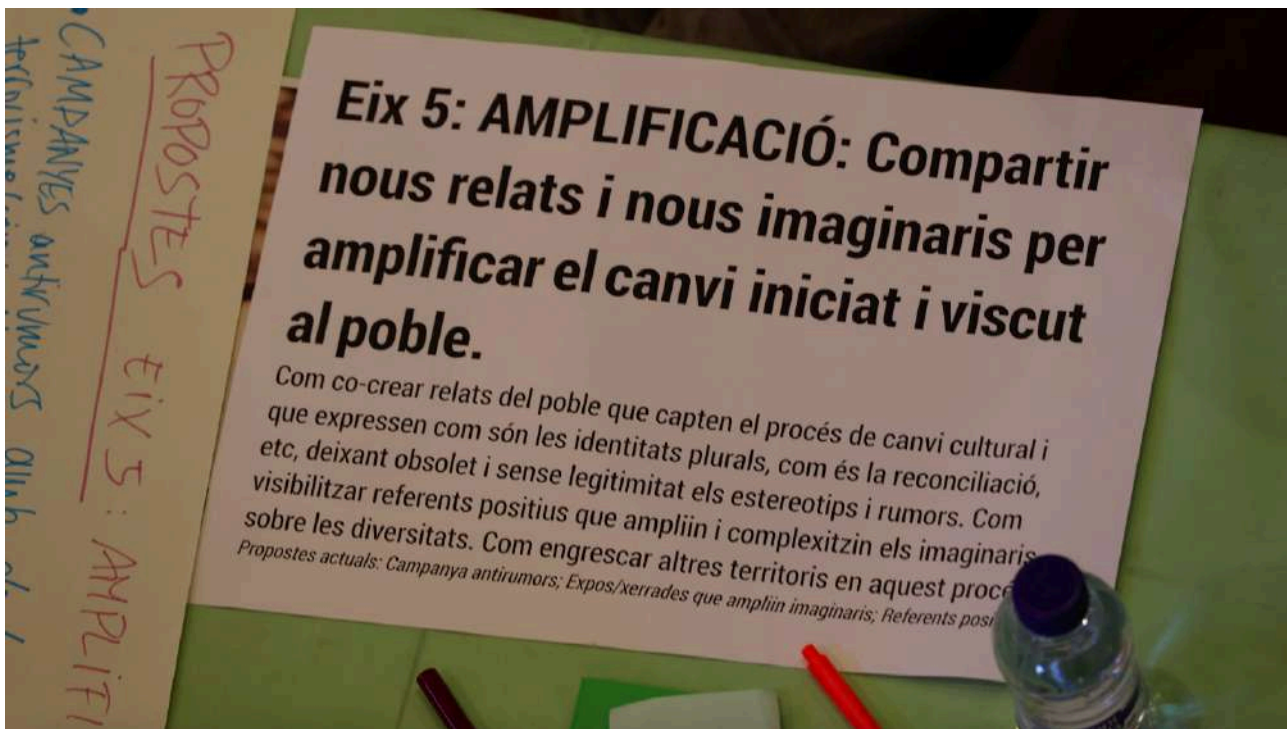 PROPOSTES EIX 5: AMPLIFI
• CAMPANYES antirumors amb el
Eix 5: AMPLIFICACIÓ: Compartir
nous relats i nous imaginaris per
amplificar el canvi iniciat i viscut
al poble.
Com co-crear relats del poble que capten el procés de canvi cultural i
que expressen com són les identitats plurals, com és la reconciliació,
etc, deixant obsolet i sense legitimitat els estereotips i rumors. Com
visibilitzar referents positius que ampliin i complexitzin els imaginaris
sobre les diversitats. Com engrescar altres territoris en aquest procé
Propostes actuals: Campanya antirumors; Expos/xerrades que ampliin imaginaris; Referents posi